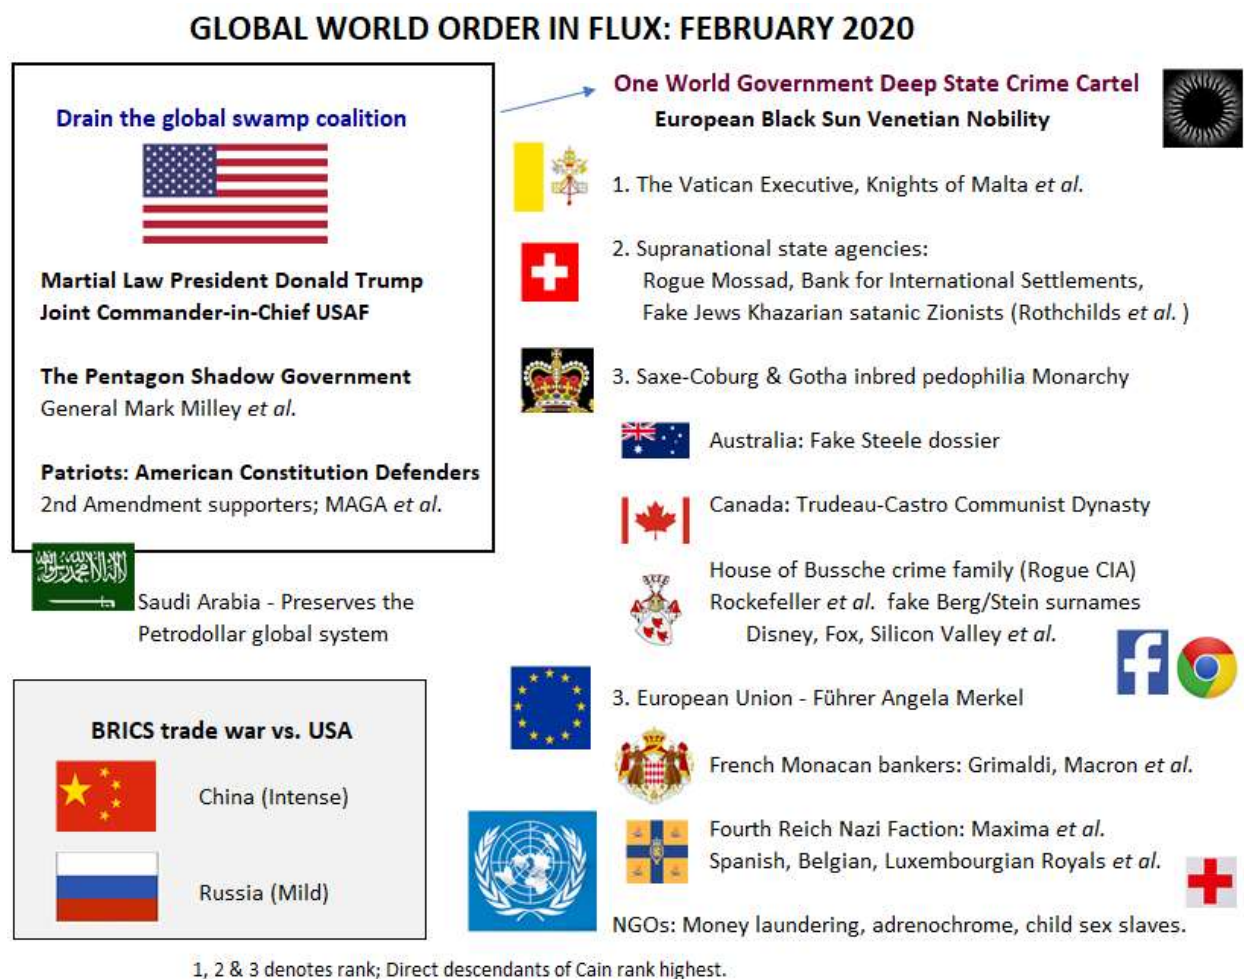 GLOBAL WORLD ORDER IN FLUX: FEBRUARY 2020
Drain the global swamp coalition
Martial Law President Donald Trump
Joint Commander-in-Chief USAF
The Pentagon Shadow Government
General Mark Milley et al.
Patriots: American Constitution Defenders
2nd Amendment supporters; MAGA et al.
Saudi Arabia - Preserves the
Petrodollar global system
BRICS trade war vs. USA
China (Intense)
Russia (Mild)
One World Government Deep State Crime Cartel
European Black Sun Venetian Nobility
1. The Vatican Executive, Knights of Malta et al.
2. Supranational state agencies:
Rogue Mossad, Bank for International Settlements,
Fake Jews Khazarian satanic Zionists (Rothchilds et al. )
3. Saxe-Coburg & Gotha inbred pedophilia Monarchy
Australia: Fake Steele dossier
Canada: Trudeau-Castro Communist Dynasty
House of Bussche crime family (Rogue CIA)
Rockefeller et al. fake Berg/Stein surnames
Disney, Fox, Silicon Valley et al.
3. European Union - Führer Angela Merkel
French Monacan bankers: Grimaldi, Macron et al.
Fourth Reich Nazi Faction: Maxima et al.
Spanish, Belgian, Luxembourgian Royals et al.
NGOs: Money laundering, adrenochrome, child sex slaves.
1, 2 & 3 denotes rank; Direct descendants of Cain rank highest.